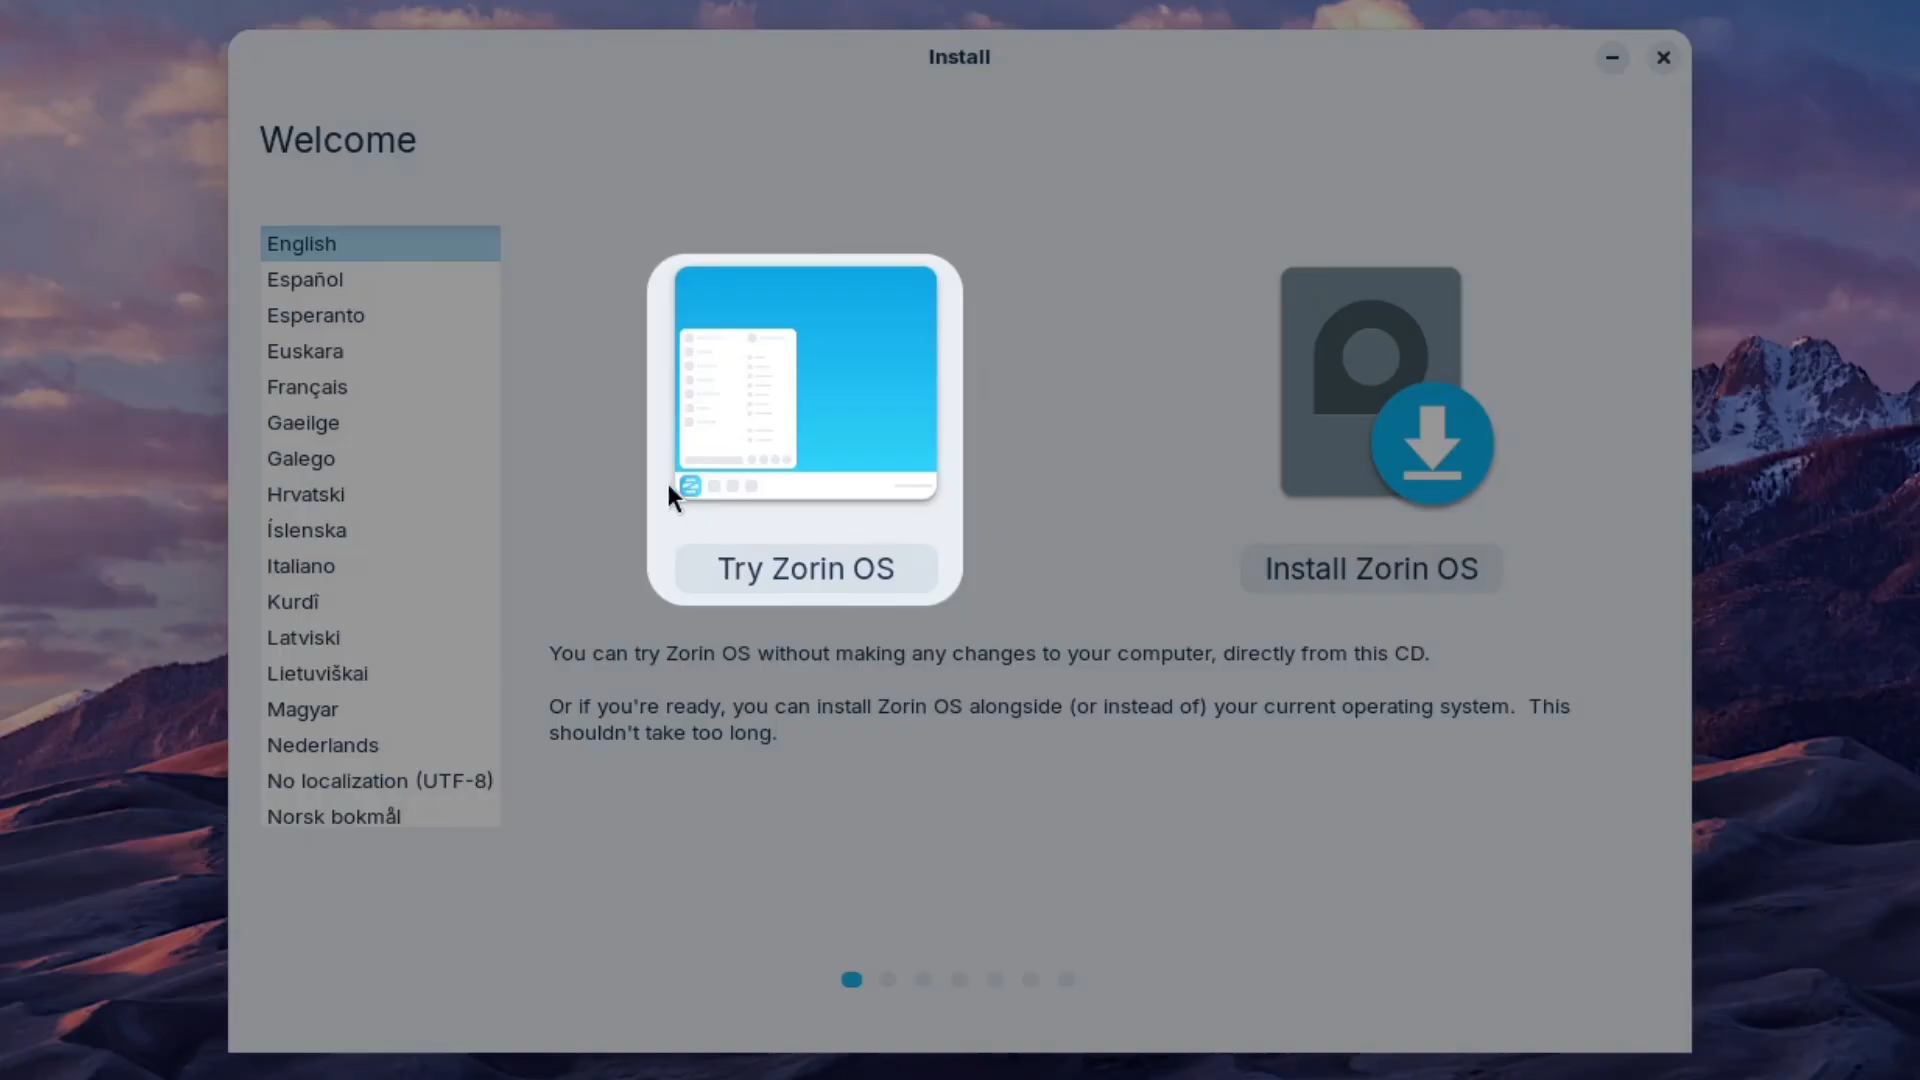 Install
Welcome
English
Español
Esperanto
Euskara
Français
Gaeilge
Galego
Hrvatski
Íslenska
Italiano
Kurdî
Latviski
Lietuviškai
Magyar
Nederlands
No localization (UTF-8)
Norsk bokmål
Try Zorin OS
Install Zorin OS
You can try Zorin OS without making any changes to your computer, directly from this CD.
Or if you're ready, you can install Zorin OS alongside (or instead of) your current operating system.  This
shouldn't take too long.